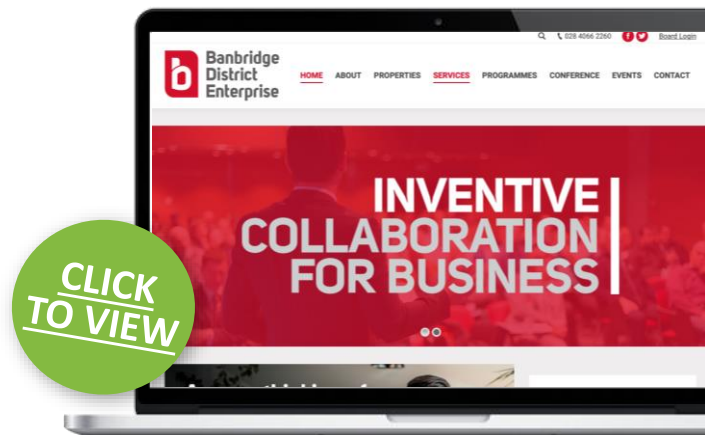 028 4066 2260 Board Login
b Banbridge
District
Enterprise
HOME ABOUT PROPERTIES SERVICES PROGRAMMES CONFERENCE EVENTS CONTACT
INVENTIVE
COLLABORATION
FOR BUSINESS
CLICK
TO VIEW